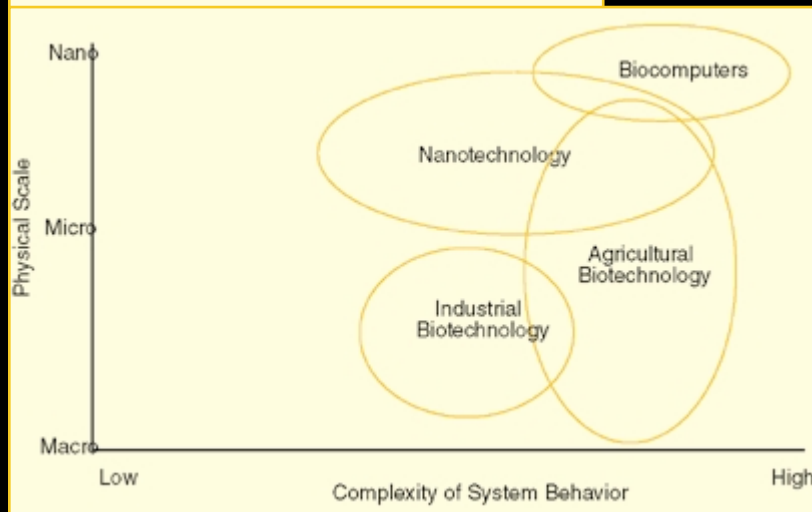 Nano
Biocomputers
Nanotechnology
Physical Scale
Micro
Agricultural
Biotechnology
Industrial
Biotechnology
Macro
Low
High
Complexity of System Behavior